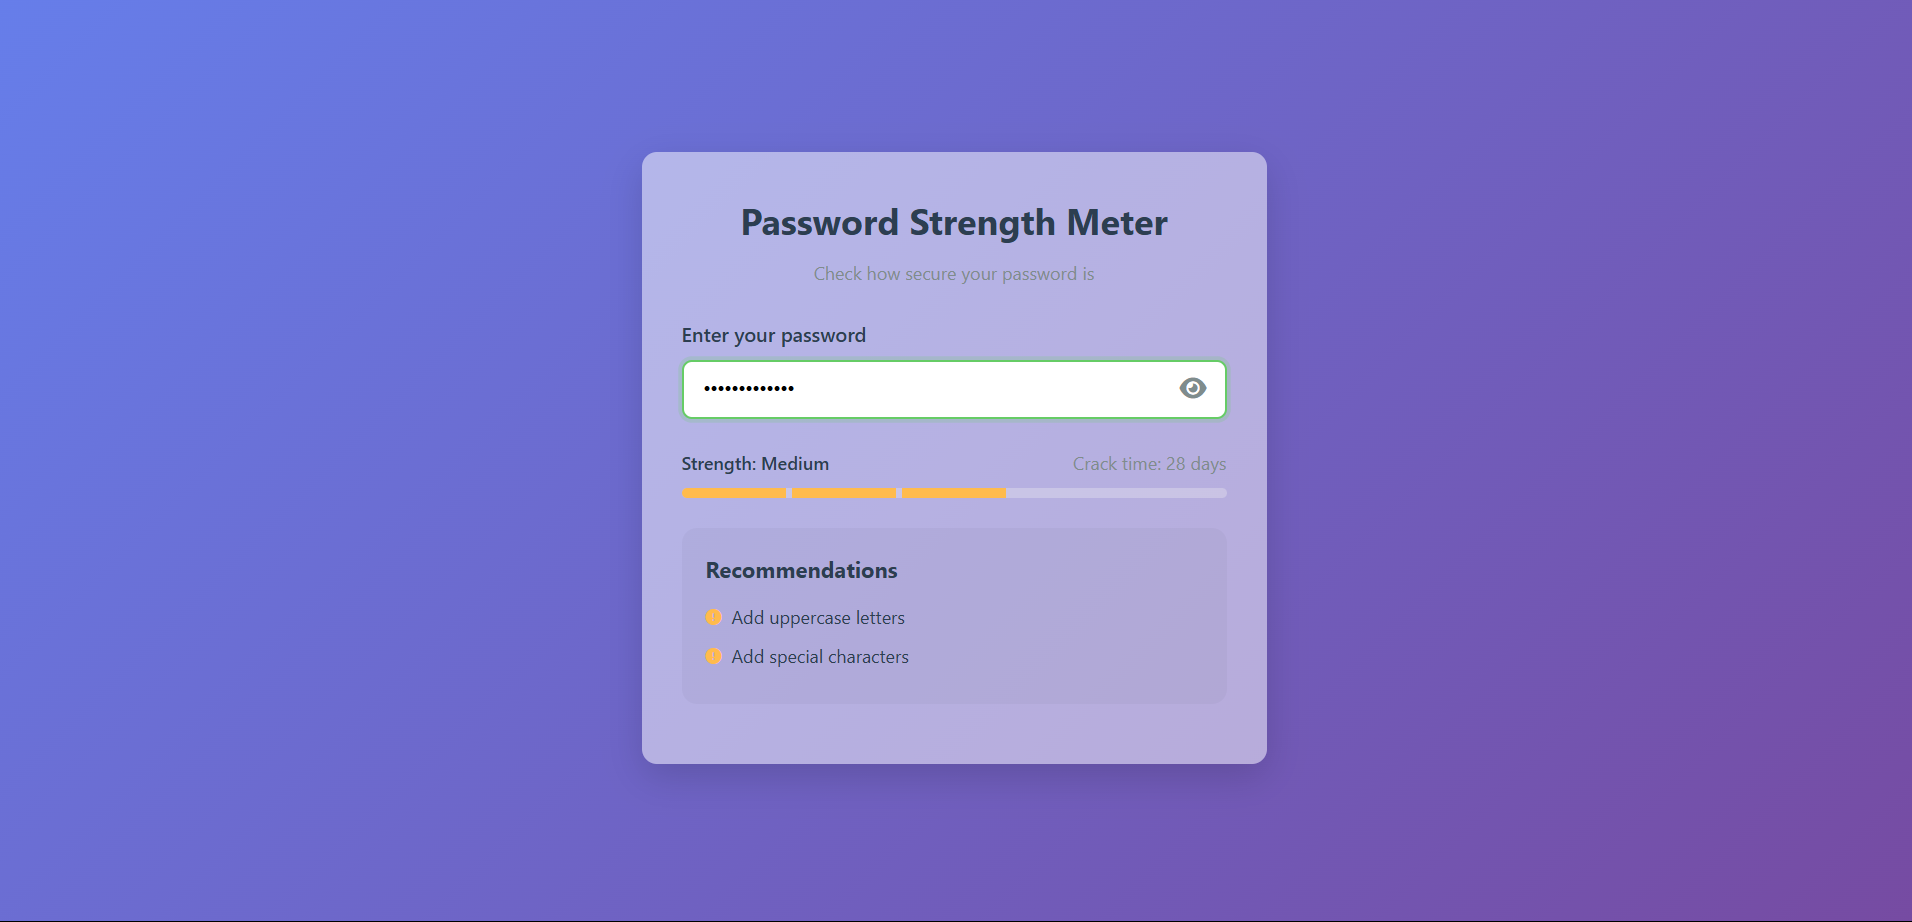 Password Strength Meter
Check how secure your password is
Enter your password
•••••••••••••
Strength: Medium
Crack time: 28 days
Recommendations
Add uppercase letters
Add special characters